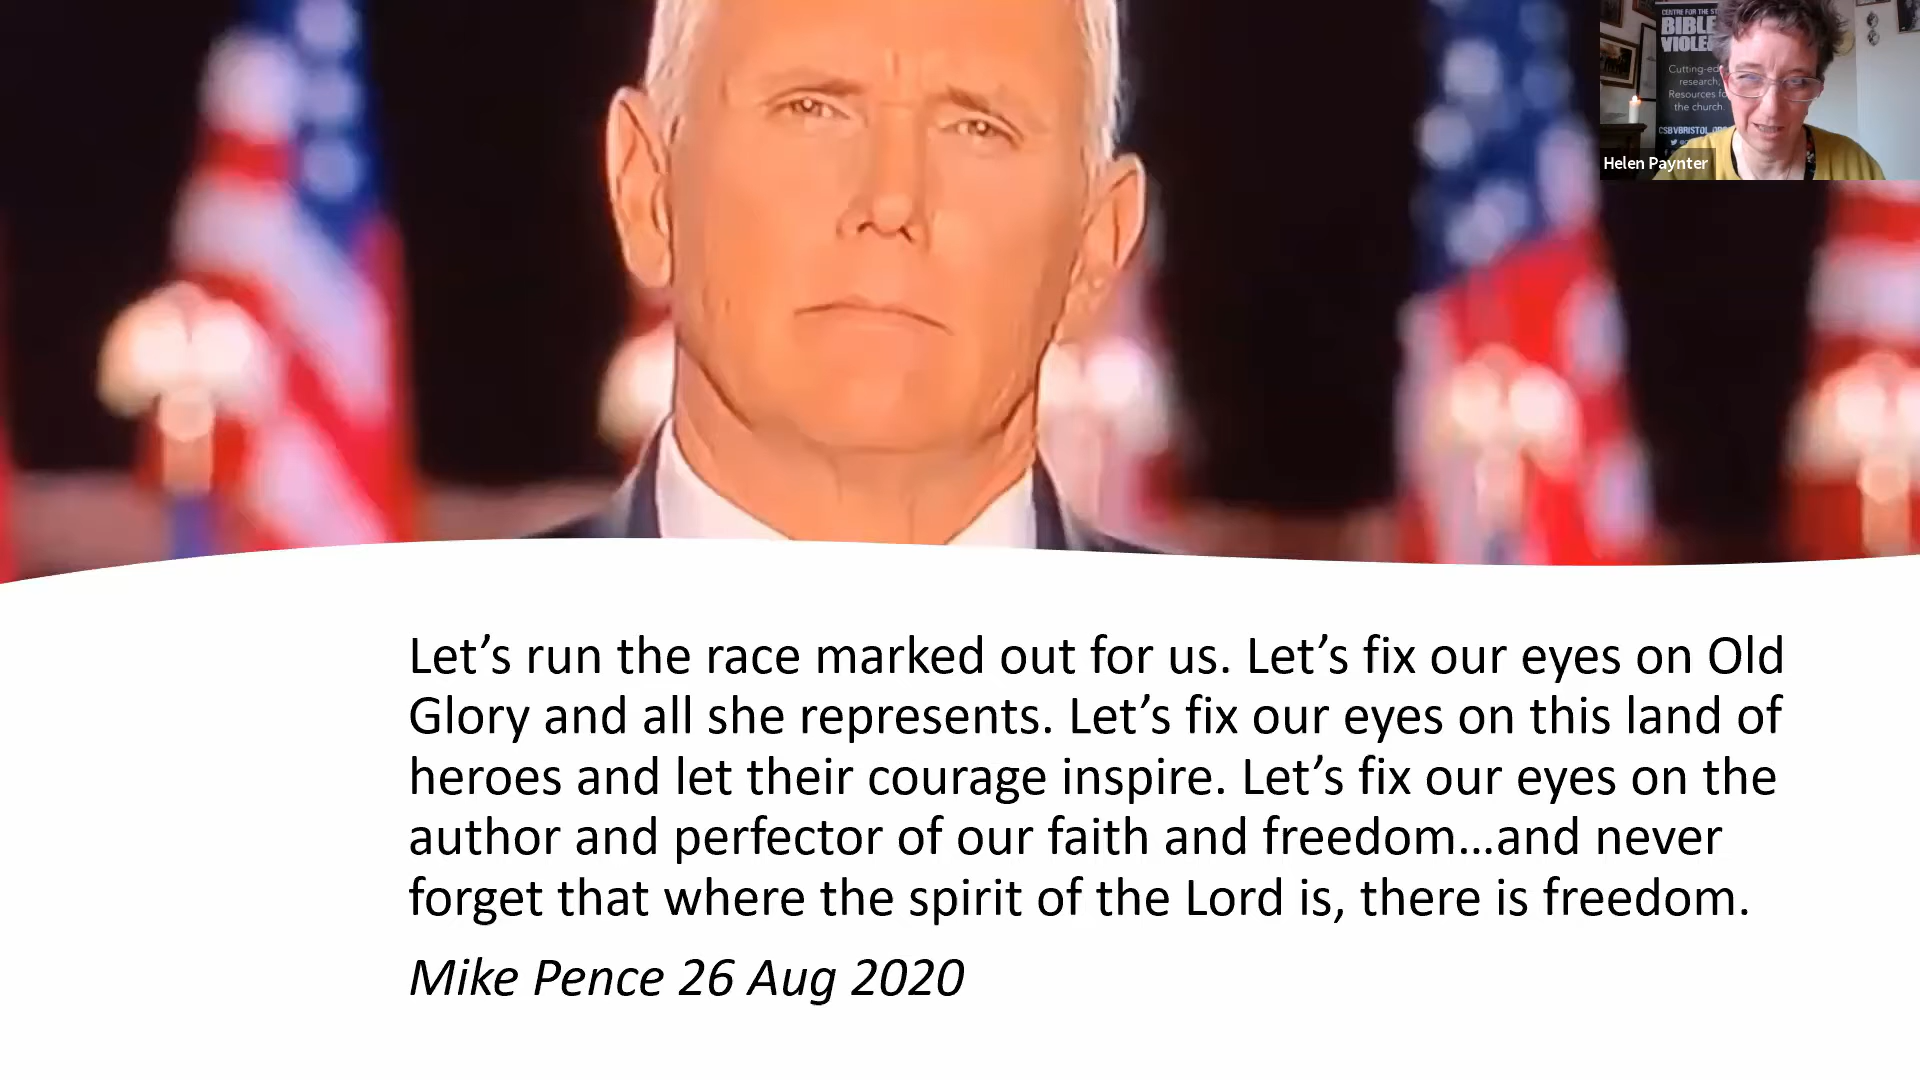 CENTRE FOR THE
BIBLE
Cutting-
research,
Resources
the church.
Helen Paynter
Let’s run the race marked out for us. Let’s fix our eyes on Old
Glory and all she represents. Let’s fix our eyes on this land of
heroes and let their courage inspire. Let’s fix our eyes on the
author and perfector of our faith and freedom…and never
forget that where the spirit of the Lord is, there is freedom.
Mike Pence 26 Aug 2020